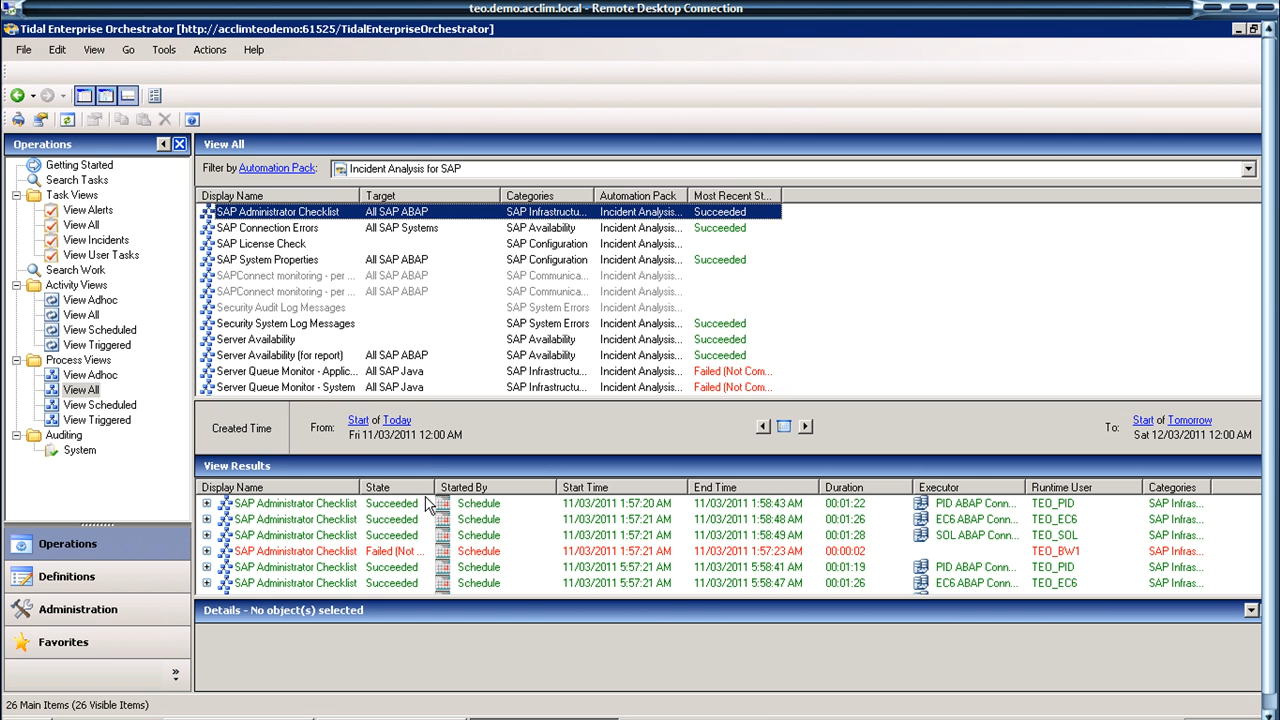 teo.demo.acclim.local - Remote Desktop Connection
Tidal Enterprise Orchestrator [http://acclimteodemo:61525/TidalEnterpriseOrchestrator]
File Edit View Go Tools Actions Help
Operations
Getting Started
Search Tasks
Task Views
View Alerts
View All
View Incidents
View User Tasks
Search Work
Activity Views
View Adhoc
View All
View Scheduled
View Triggered
Process Views
View Adhoc
View All
View Scheduled
View Triggered
Auditing
System
Operations
Definitions
Administration
Favorites
View All
Filter by Automation Pack: Incident Analysis for SAP
Display Name Target Categories Automation Pack Most Recent St...
SAP Administrator Checklist All SAP ABAP SAP Infrastructu... Incident Analysis... Succeeded
SAP Connection Errors All SAP Systems SAP Availability Incident Analysis... Succeeded
SAP License Check SAP Configuration Incident Analysis...
SAP System Properties All SAP ABAP SAP Configuration Incident Analysis... Succeeded
SAPConnect monitoring - per ... All SAP ABAP SAP Communica... Incident Analysis...
SAPConnect monitoring - per ... All SAP ABAP SAP Communica... Incident Analysis...
Security Audit Log Messages SAP System Errors Incident Analysis...
Security System Log Messages SAP System Errors Incident Analysis... Succeeded
Server Availability SAP Availability Incident Analysis... Succeeded
Server Availability (for report) All SAP ABAP SAP Availability Incident Analysis... Succeeded
Server Queue Monitor - Applic... All SAP Java SAP Infrastructu... Incident Analysis... Failed (Not Com...
Server Queue Monitor - System All SAP Java SAP Infrastructu... Incident Analysis... Failed (Not Com...
Created Time From: Start of Today To: Start of Tomorrow
Fri 11/03/2011 12:00 AM Sat 12/03/2011 12:00 AM
View Results
Display Name State Started By Start Time End Time Duration Executor Runtime User Categories
SAP Administrator Checklist Succeeded Schedule 11/03/2011 1:57:20 AM 11/03/2011 1:58:43 AM 00:01:22 PID ABAP Conn... TEO_PID SAP Infras...
SAP Administrator Checklist Succeeded Schedule 11/03/2011 1:57:21 AM 11/03/2011 1:58:48 AM 00:01:26 EC6 ABAP Conn... TEO_EC6 SAP Infras...
SAP Administrator Checklist Succeeded Schedule 11/03/2011 1:57:21 AM 11/03/2011 1:58:49 AM 00:01:28 SOL ABAP Conn... TEO_SOL SAP Infras...
SAP Administrator Checklist Failed (Not ... Schedule 11/03/2011 1:57:21 AM 11/03/2011 1:57:23 AM 00:00:02 TEO_BW1 SAP Infras...
SAP Administrator Checklist Succeeded Schedule 11/03/2011 5:57:21 AM 11/03/2011 5:58:41 AM 00:01:19 PID ABAP Conn... TEO_PID SAP Infras...
SAP Administrator Checklist Succeeded Schedule 11/03/2011 5:57:21 AM 11/03/2011 5:58:47 AM 00:01:26 EC6 ABAP Conn... TEO_EC6 SAP Infras...
Details - No object(s) selected
26 Main Items (26 Visible Items)